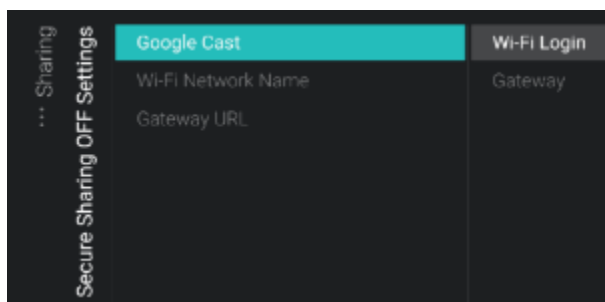 ··· Sharing
Secure Sharing OFF Settings
Google Cast
Wi-Fi Network Name
Gateway URL
Wi-Fi Login
Gateway